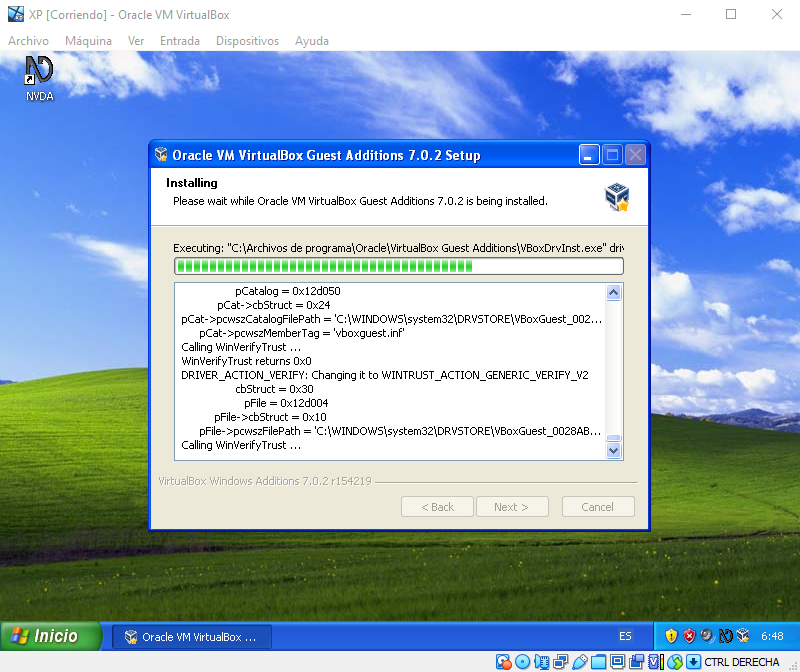 XP [Corriendo] - Oracle VM VirtualBox
Archivo Máquina Ver Entrada Dispositivos Ayuda
NVDA
Oracle VM VirtualBox Guest Additions 7.0.2 Setup
Installing
Please wait while Oracle VM VirtualBox Guest Additions 7.0.2 is being installed.
Executing: "C:\Archivos de programa\Oracle\VirtualBox Guest Additions\VBoxDrvInst.exe" driv
pCatalog = 0x12d050
pCat->cbStruct = 0x24
pCat->pcwszCatalogFilePath = 'C:\WINDOWS\system32\DRVSTORE\VBoxGuest_002...
pCat->pcwszMemberTag = 'vboxguest.inf'
Calling WinVerifyTrust ...
WinVerifyTrust returns 0x0
DRIVER_ACTION_VERIFY: Changing it to WINTRUST_ACTION_GENERIC_VERIFY_V2
cbStruct = 0x30
pFile = 0x12d004
pFile->cbStruct = 0x10
pFile->pcwszFilePath = 'C:\WINDOWS\system32\DRVSTORE\VBoxGuest_0028AB...
Calling WinVerifyTrust ...
VirtualBox Windows Additions 7.0.2 r154219
< Back Next > Cancel
Inicio Oracle VM VirtualBox ... ES 6:48
CTRL DERECHA